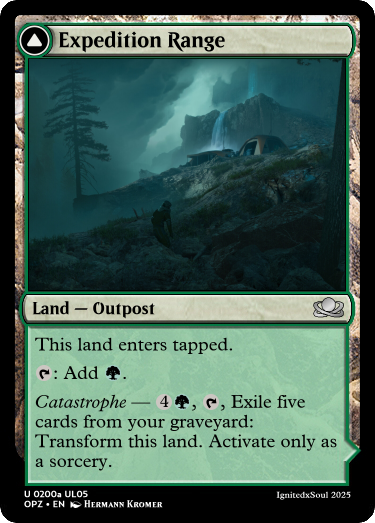 Expedition Range
Land — Outpost
This land enters tapped.
: Add .
Catastrophe — 4 , , Exile five
cards from your graveyard:
Transform this land. Activate only as
a sorcery.
U 0200a UL05
IgnitedxSoul 2025
OPZ • EN Hermann Kromer